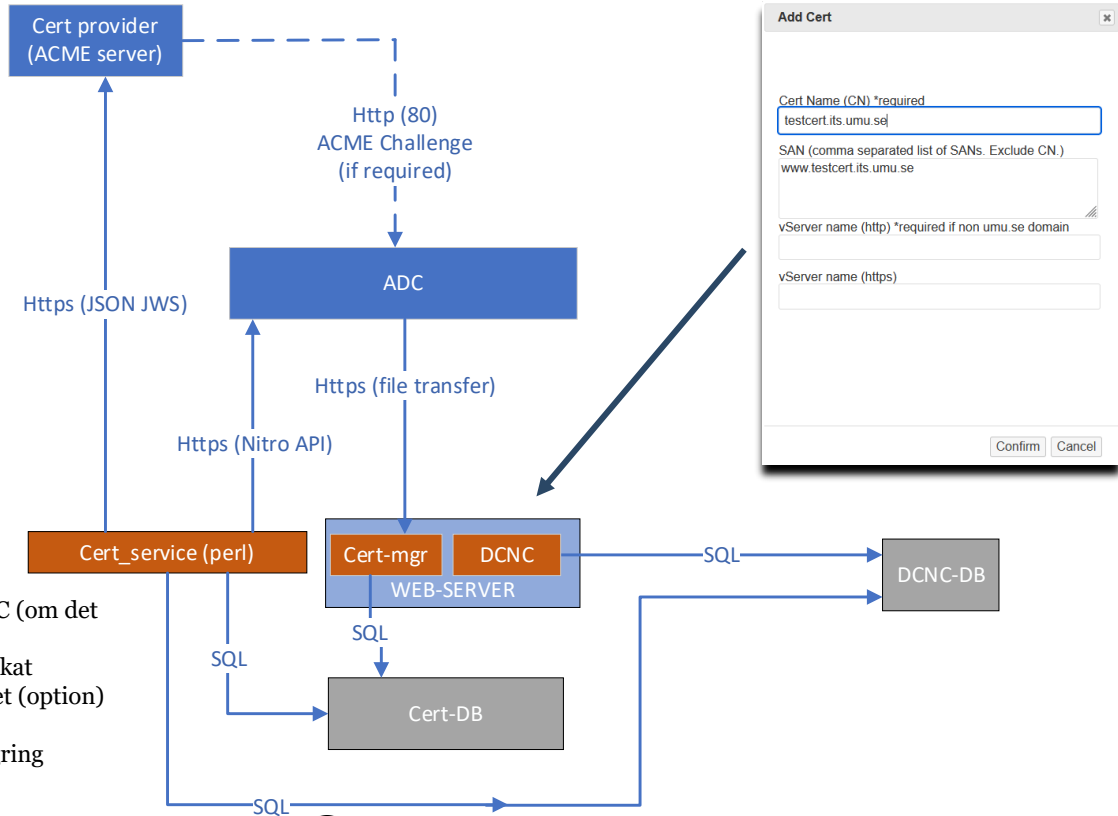 Cert provider
(ACME server)
Http (80)
ACME Challenge
(if required)
ADC
Https (JSON JWS)
Https (file transfer)
Https (Nitro API)
Cert_service (perl)
Cert-mgr
DCNC
WEB-SERVER
SQL
DCNC-DB
SQL
SQL
Cert-DB
SQL
C (om det
kat
et (option)
ring
Add Cert
x
Cert Name (CN) *required
testcert.its.umu.se
SAN (comma separated list of SANs. Exclude CN.)
www.testcert.its.umu.se
vServer name (http) *required if non umu.se domain
vServer name (https)
Confirm
Cancel